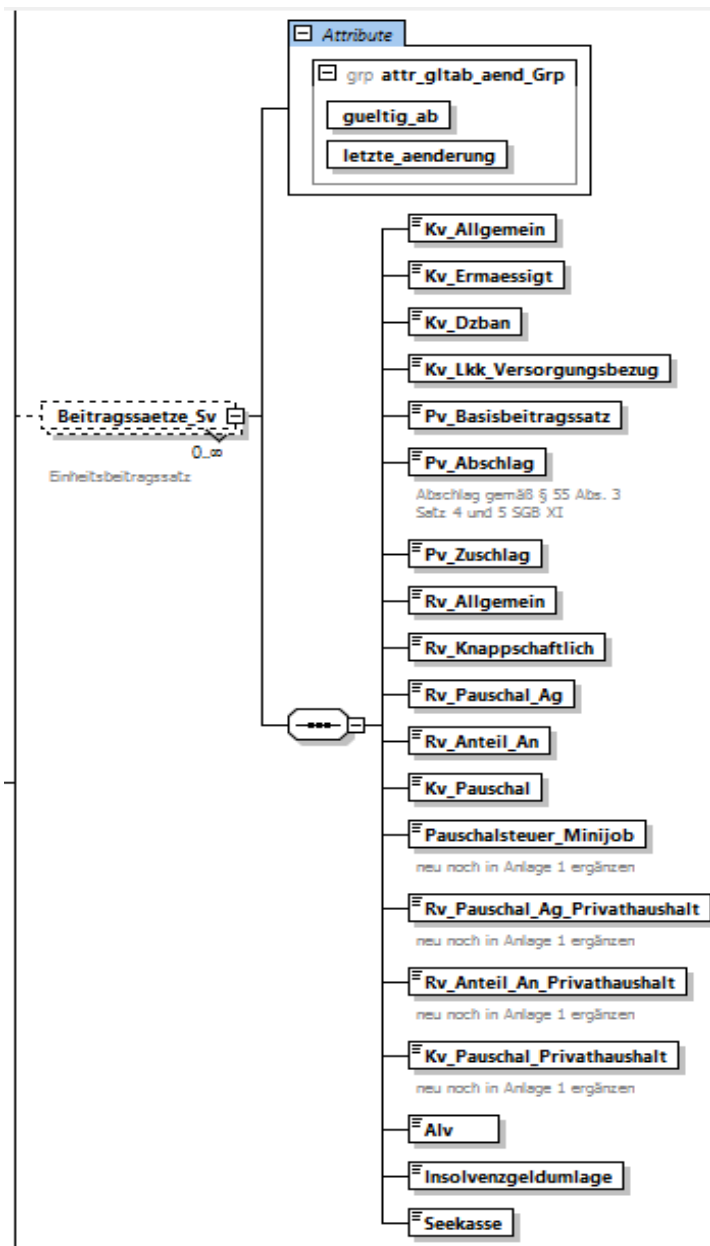 Attribute
grp attr_gltab_aend_Grp
gueltig_ab
letzte_aenderung
Beitragssaetze_Sv
0..∞
Einheitsbeitragssatz
Kv_Allgemein
Kv_Ermaessigt
Kv_Dzban
Kv_Lkk_Versorgungsbezug
Pv_Basisbeitragssatz
Pv_Abschlag
Abschlag gemäß § 55 Abs. 3
Satz 4 und 5 SGB XI
Pv_Zuschlag
Rv_Allgemein
Rv_Knappschaftlich
Rv_Pauschal_Ag
Rv_Anteil_An
Kv_Pauschal
Pauschalsteuer_Minijob
neu noch in Anlage 1 ergänzen
Rv_Pauschal_Ag_Privathaushalt
neu noch in Anlage 1 ergänzen
Rv_Anteil_An_Privathaushalt
neu noch in Anlage 1 ergänzen
Kv_Pauschal_Privathaushalt
neu noch in Anlage 1 ergänzen
Alv
Insolvenzgeldumlage
Seekasse